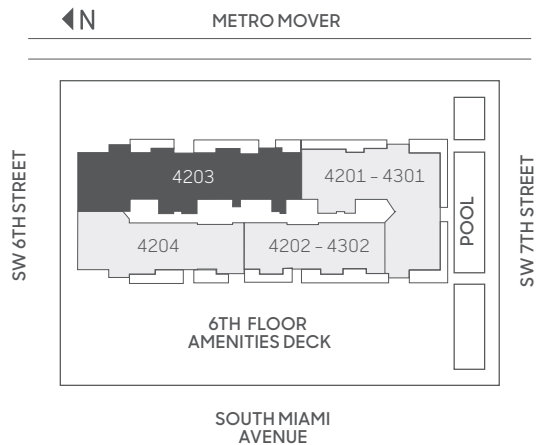 N
METRO MOVER
SW 6TH STREET
4203
4201 – 4301
4204
4202 – 4302
POOL
SW 7TH STREET
6TH FLOOR
AMENITIES DECK
SOUTH MIAMI
AVENUE